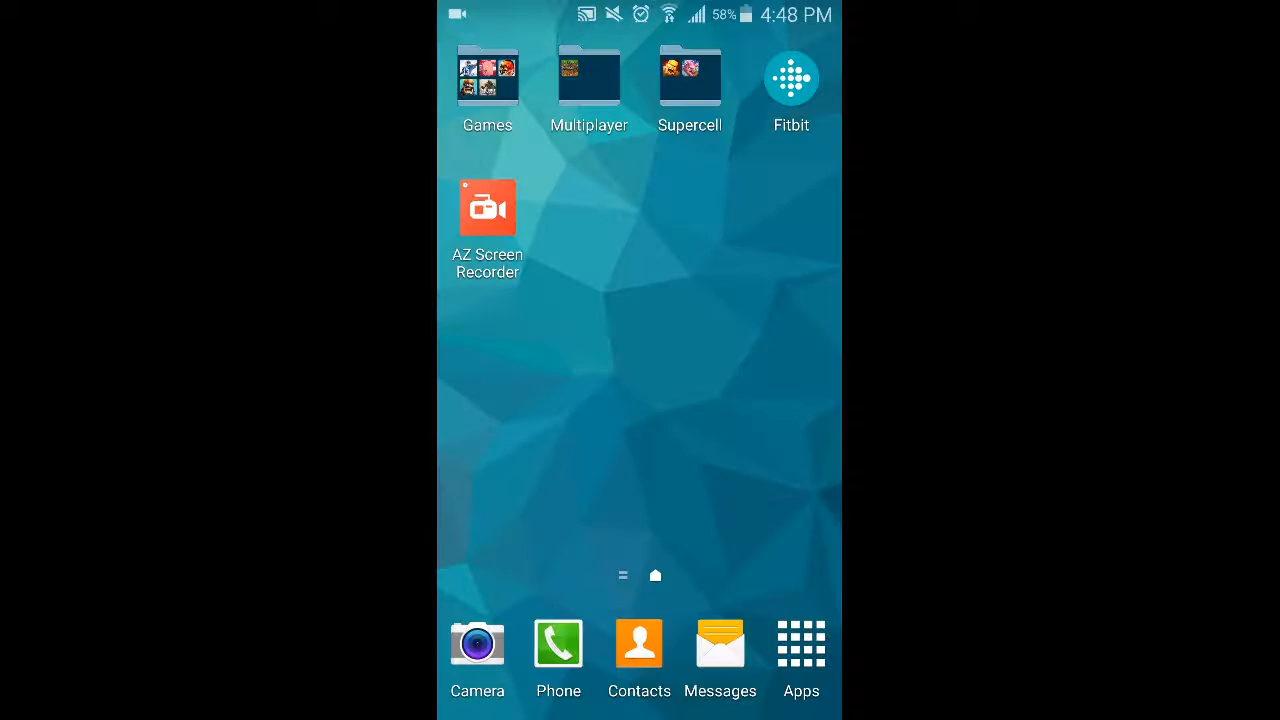 58% 4:48 PM
Games Multiplayer Supercell Fitbit
AZ Screen
Recorder
Camera Phone Contacts Messages Apps